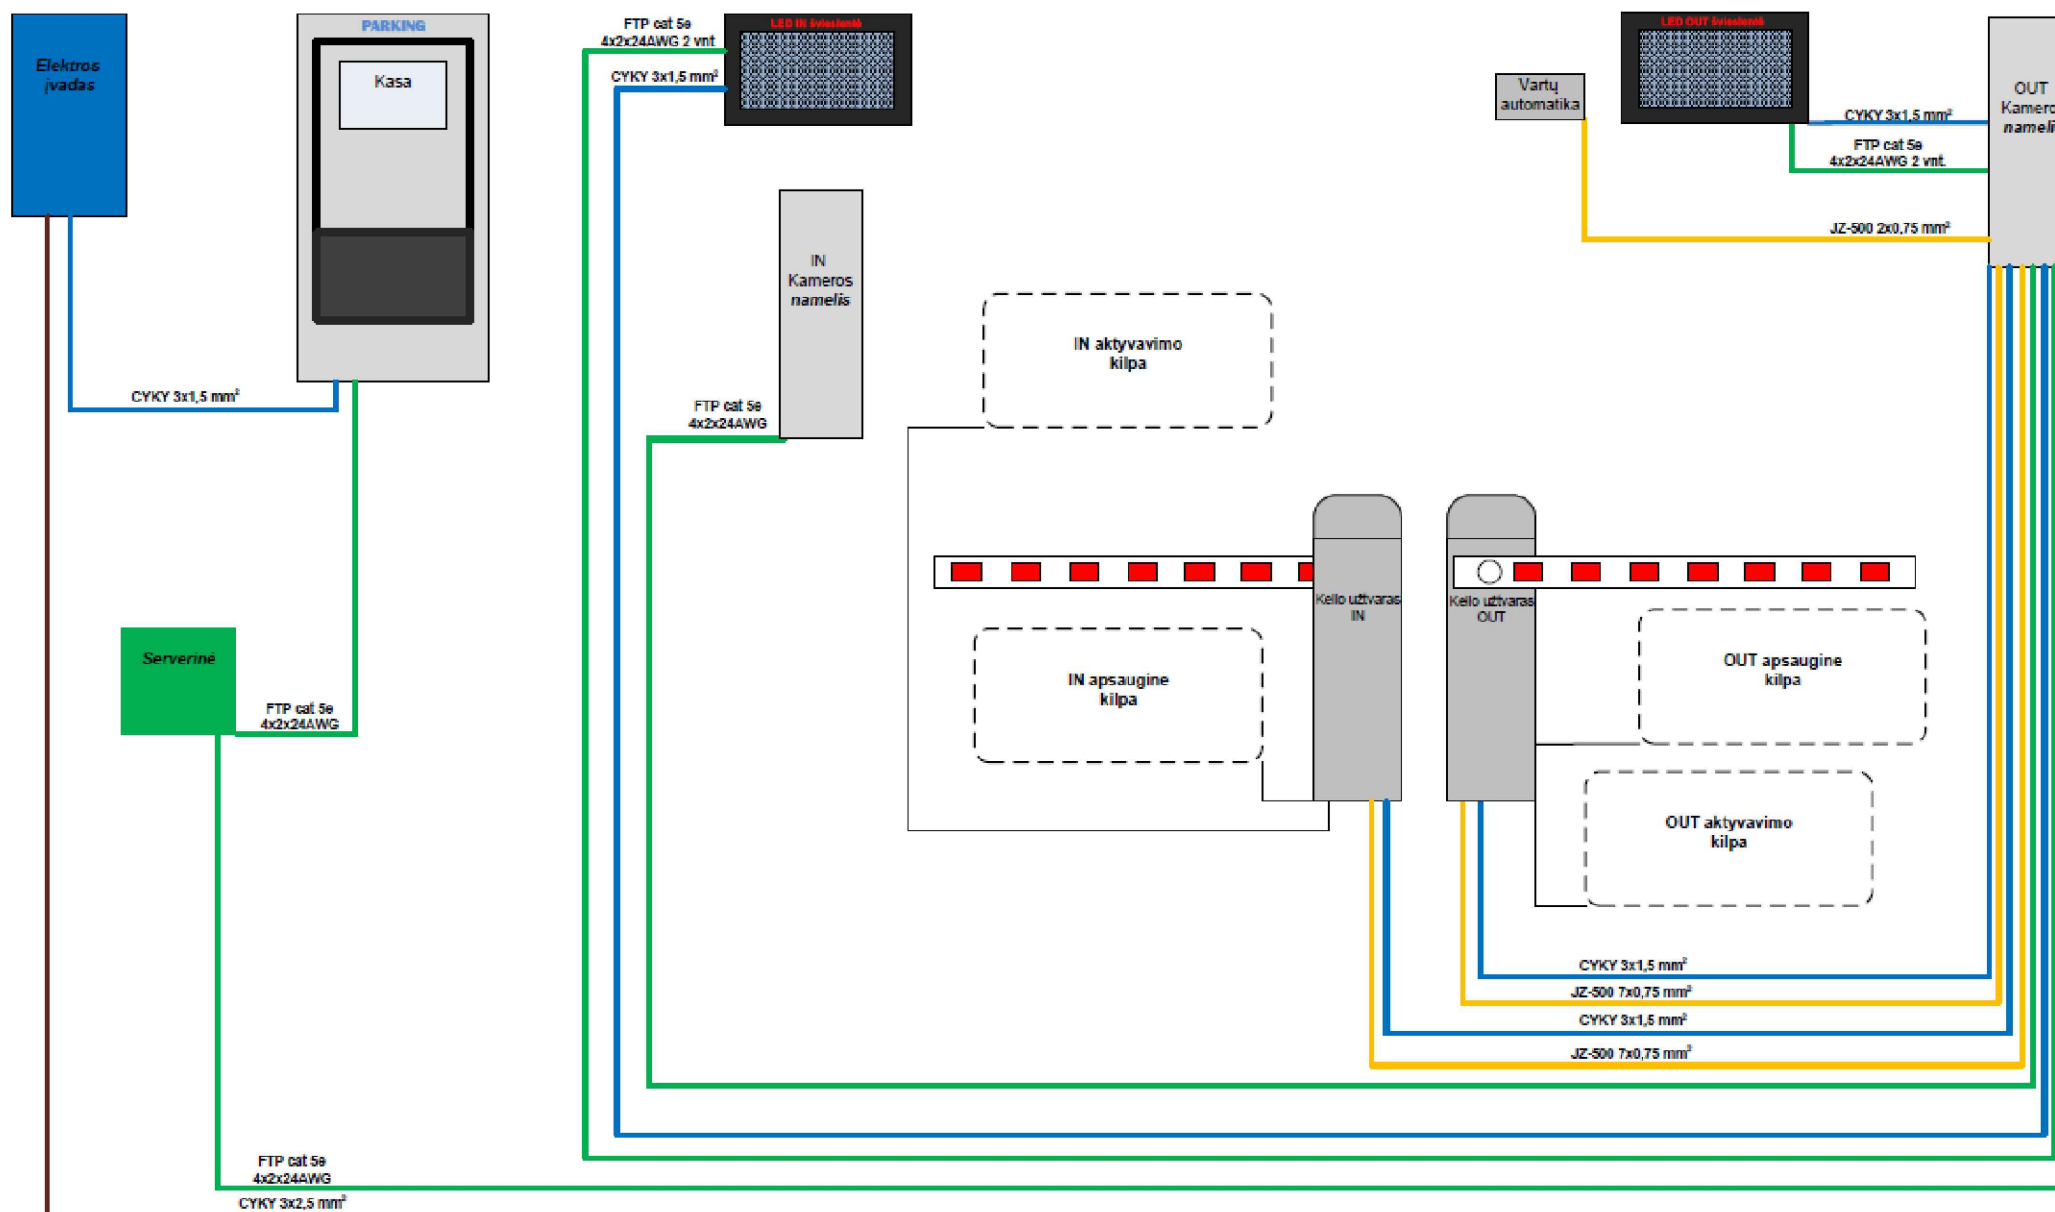 Elektros
įvadas
PARKING
Kasa
CYKY 3x1,5 mm²
FTP cat 5e
4x2x24AWG 2 vnt
CYKY 3x1,5 mm²
LED IN šviesientė
LED OUT šviesientė
Vartų
automatika
OUT
Kamero
nameli
CYKY 3x1,5 mm²
FTP cat 5e
4x2x24AWG 2 vnt.
JZ-500 2x0,75 mm²
IN
Kameros
namelis
FTP cat 5e
4x2x24AWG
IN aktyvavimo
kilpa
Kelio užtvaras
IN
Kelio užtvaras
OUT
IN apsaugine
kilpa
OUT apsaugine
kilpa
OUT aktyvavimo
kilpa
Serverinė
FTP cat 5e
4x2x24AWG
CYKY 3x1,5 mm²
JZ-500 7x0,75 mm²
CYKY 3x1,5 mm²
JZ-500 7x0,75 mm²
FTP cat 5e
4x2x24AWG
CYKY 3x2,5 mm²